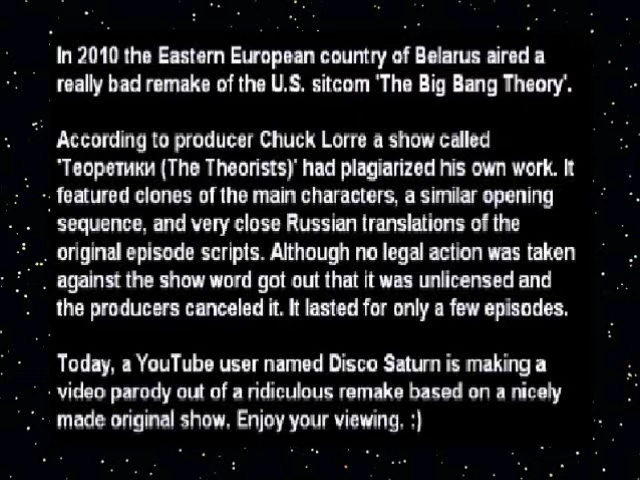 In 2010 the Eastern European country of Belarus aired a
really bad remake of the U.S. sitcom 'The Big Bang Theory'.
According to producer Chuck Lorre a show called
'Теоретики (The Theorists)' had plagiarized his own work. It
featured clones of the main characters, a similar opening
sequence, and very close Russian translations of the
original episode scripts. Although no legal action was taken
against the show word got out that it was unlicensed and
the producers canceled it. It lasted for only a few episodes.
Today, a YouTube user named Disco Saturn is making a
video parody out of a ridiculous remake based on a nicely
made original show. Enjoy your viewing. :)